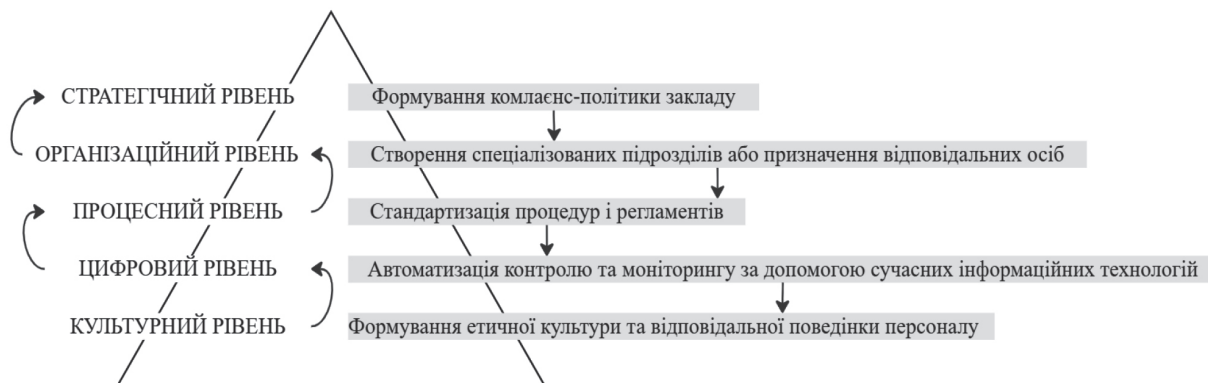 СТРАТЕГІЧНИЙ РІВЕНЬ
Формування комлаєнс-політики закладу
ОРГАНІЗАЦІЙНИЙ РІВЕНЬ
Створення спеціалізованих підрозділів або призначення відповідальних осіб
ПРОЦЕСНИЙ РІВЕНЬ
Стандартизація процедур і регламентів
ЦИФРОВИЙ РІВЕНЬ
Автоматизація контролю та моніторингу за допомогою сучасних інформаційних технологій
КУЛЬТУРНИЙ РІВЕНЬ
Формування етичної культури та відповідальної поведінки персоналу